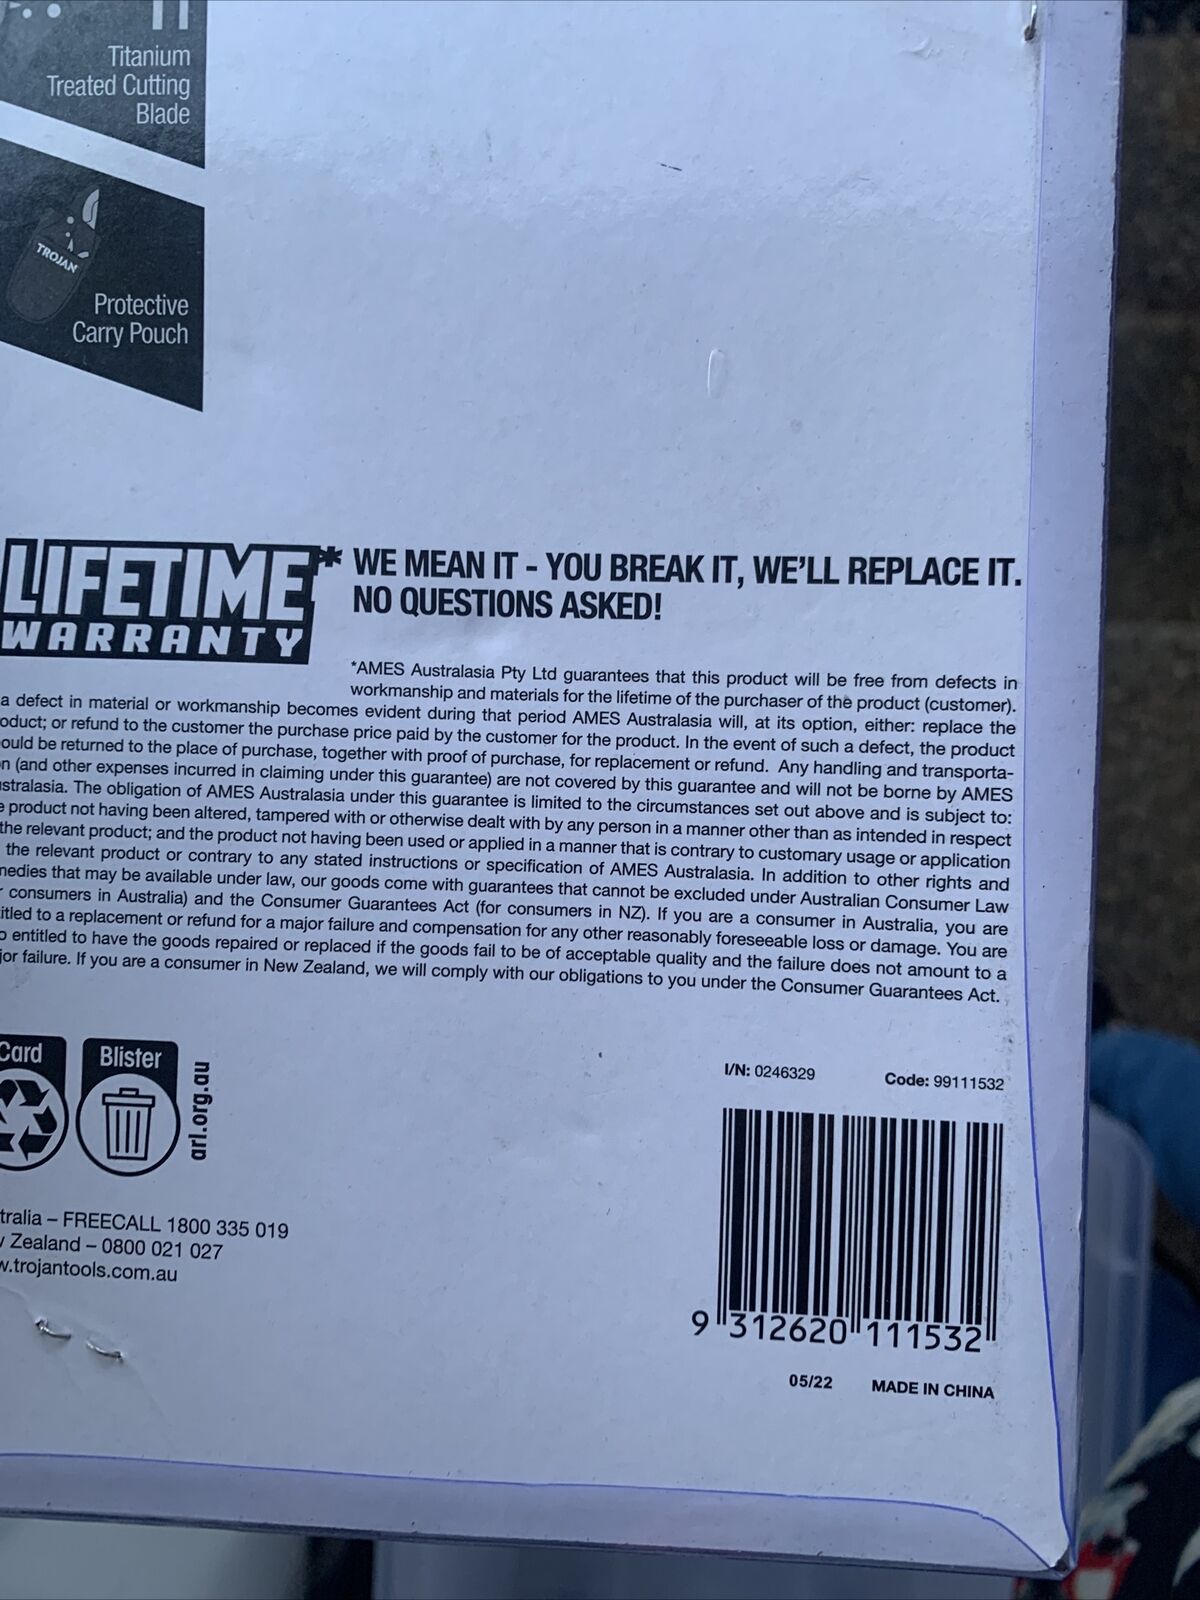 Titanium
Treated Cutting
Blade
TROJAN
Protective
Carry Pouch
LIFETIME*
WARRANTY
WE MEAN IT - YOU BREAK IT, WE'LL REPLACE IT.
NO QUESTIONS ASKED!
*AMES Australasia Pty Ltd guarantees that this product will be free from defects in
workmanship and materials for the lifetime of the purchaser of the product (customer).
a defect in material or workmanship becomes evident during that period AMES Australasia will, at its option, either: replace the
oduct; or refund to the customer the purchase price paid by the customer for the product. In the event of such a defect, the product
ould be returned to the place of purchase, together with proof of purchase, for replacement or refund. Any handling and transporta-
n (and other expenses incurred in claiming under this guarantee) are not covered by this guarantee and will not be borne by AMES
stralasia. The obligation of AMES Australasia under this guarantee is limited to the circumstances set out above and is subject to:
e product not having been altered, tampered with or otherwise dealt with by any person in a manner other than as intended in respect
the relevant product; and the product not having been used or applied in a manner that is contrary to customary usage or application
the relevant product or contrary to any stated instructions or specification of AMES Australasia. In addition to other rights and
medies that may be available under law, our goods come with guarantees that cannot be excluded under Australian Consumer Law
r consumers in Australia) and the Consumer Guarantees Act (for consumers in NZ). If you are a consumer in Australia, you are
titled to a replacement or refund for a major failure and compensation for any other reasonably foreseeable loss or damage. You are
o entitled to have the goods repaired or replaced if the goods fail to be of acceptable quality and the failure does not amount to a
jor failure. If you are a consumer in New Zealand, we will comply with our obligations to you under the Consumer Guarantees Act.
Card
Blister
arl.org.au
I/N: 0246329
Code: 99111532
tralia – FREECALL 1800 335 019
v Zealand – 0800 021 027
w.trojantools.com.au
9 312620 111532
05/22
MADE IN CHINA